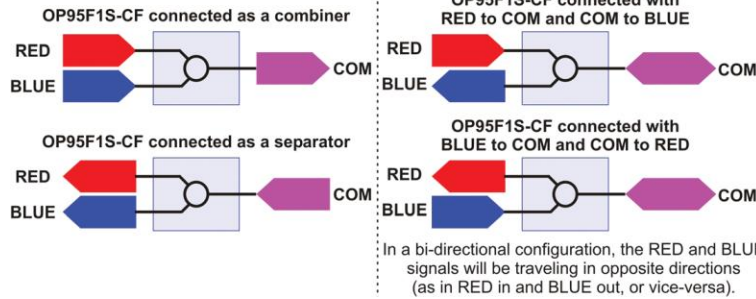 OP95F1S-CF connected as a combiner
RED
BLUE
COM
OP95F1S-CF connected as a separator
RED
BLUE
COM
OP95F1S-CF connected with
RED to COM and COM to BLUE
RED
BLUE
COM
OP95F1S-CF connected with
BLUE to COM and COM to RED
RED
BLUE
COM
In a bi-directional configuration, the RED and BLUE
signals will be traveling in opposite directions
(as in RED in and BLUE out, or vice-versa).